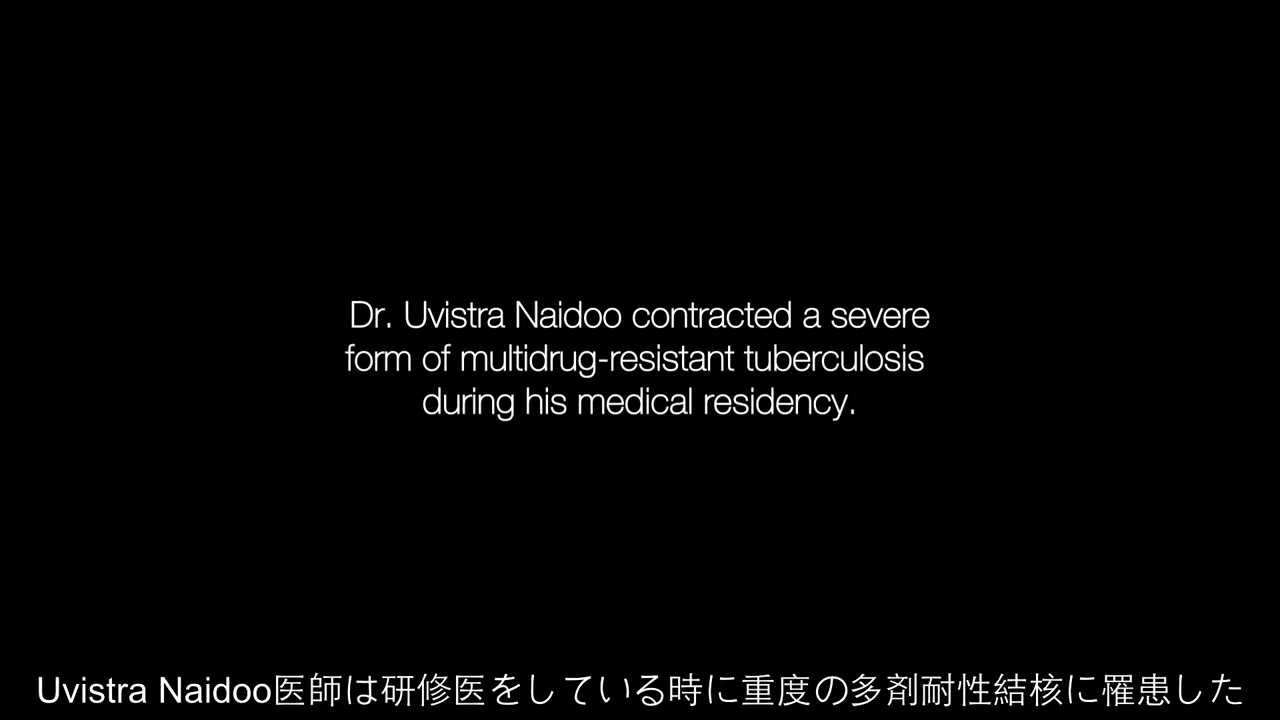 Dr. Uvistra Naidoo contracted a severe
form of multidrug-resistant tuberculosis
during his medical residency.
Uvistra Naidoo医師は研修医をしている時に重度の多剤耐性結核に罹患した